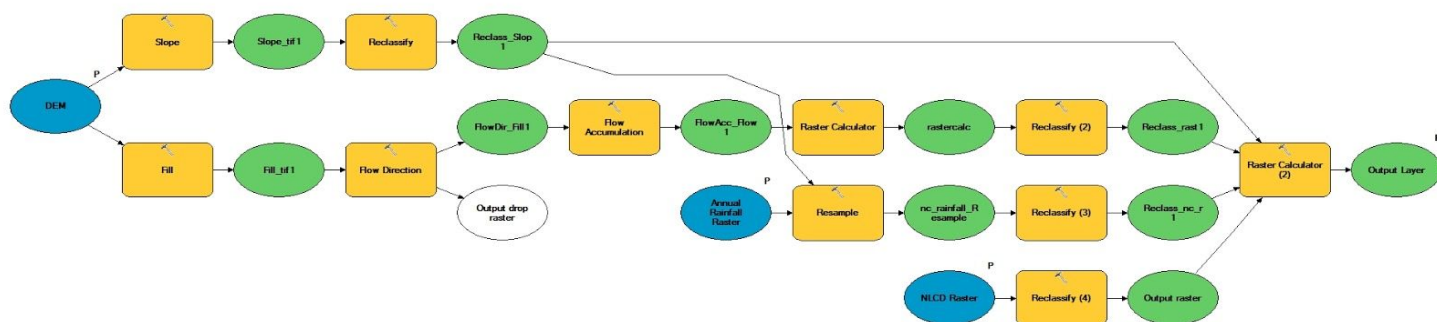 Slope
Slope_tif1
Reclassify
Reclass_Slop
1
P
DEM
Fill
Fill_tif1
Flow Direction
FlowDir_Fill1
Output drop
raster
Flow
Accumulation
FlowAcc_Flow
1
Raster Calculator
rastercalc
Reclassify (2)
Reclass_rast1
P
Annual
Rainfall
Raster
Resample
nc_rainfall_R
esample
Reclassify (3)
Reclass_nc_r
1
P
NLCD Raster
Reclassify (4)
Output raster
Raster Calculator
(2)
Output Layer